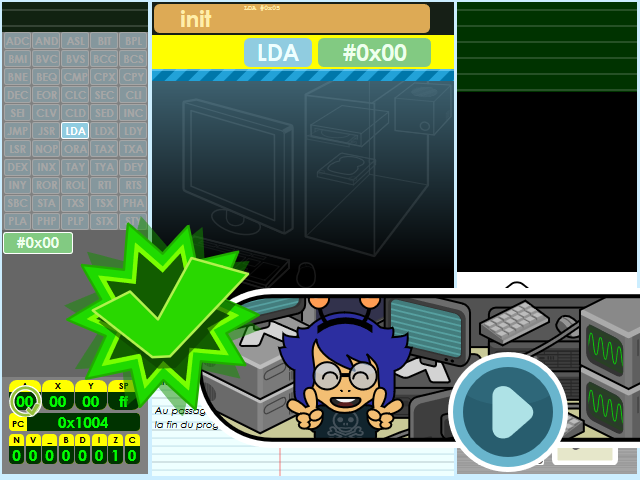 init
LDA #0x05
LDA #0x00
ADC AND ASL BIT BPL
BMI BVC BVS BCC BCS
BNE BEQ CMP CPX CPY
DEC EOR CLC SEC CLI
SEI CLV CLD SED INC
JMP JSR LDA LDX LDY
LSR NOP ORA TAX TXA
DEX INX TAY TYA DEY
INY ROR ROL RTI RTS
SBC STA TXS TSX PHA
PLA PHP PLP STX STY
#0x00
A X Y SP
00 00 00 ff
PC 0x1004
N V _ B D I Z C
0 0 0 0 0 0 1 0
Au passag
la fin du prog